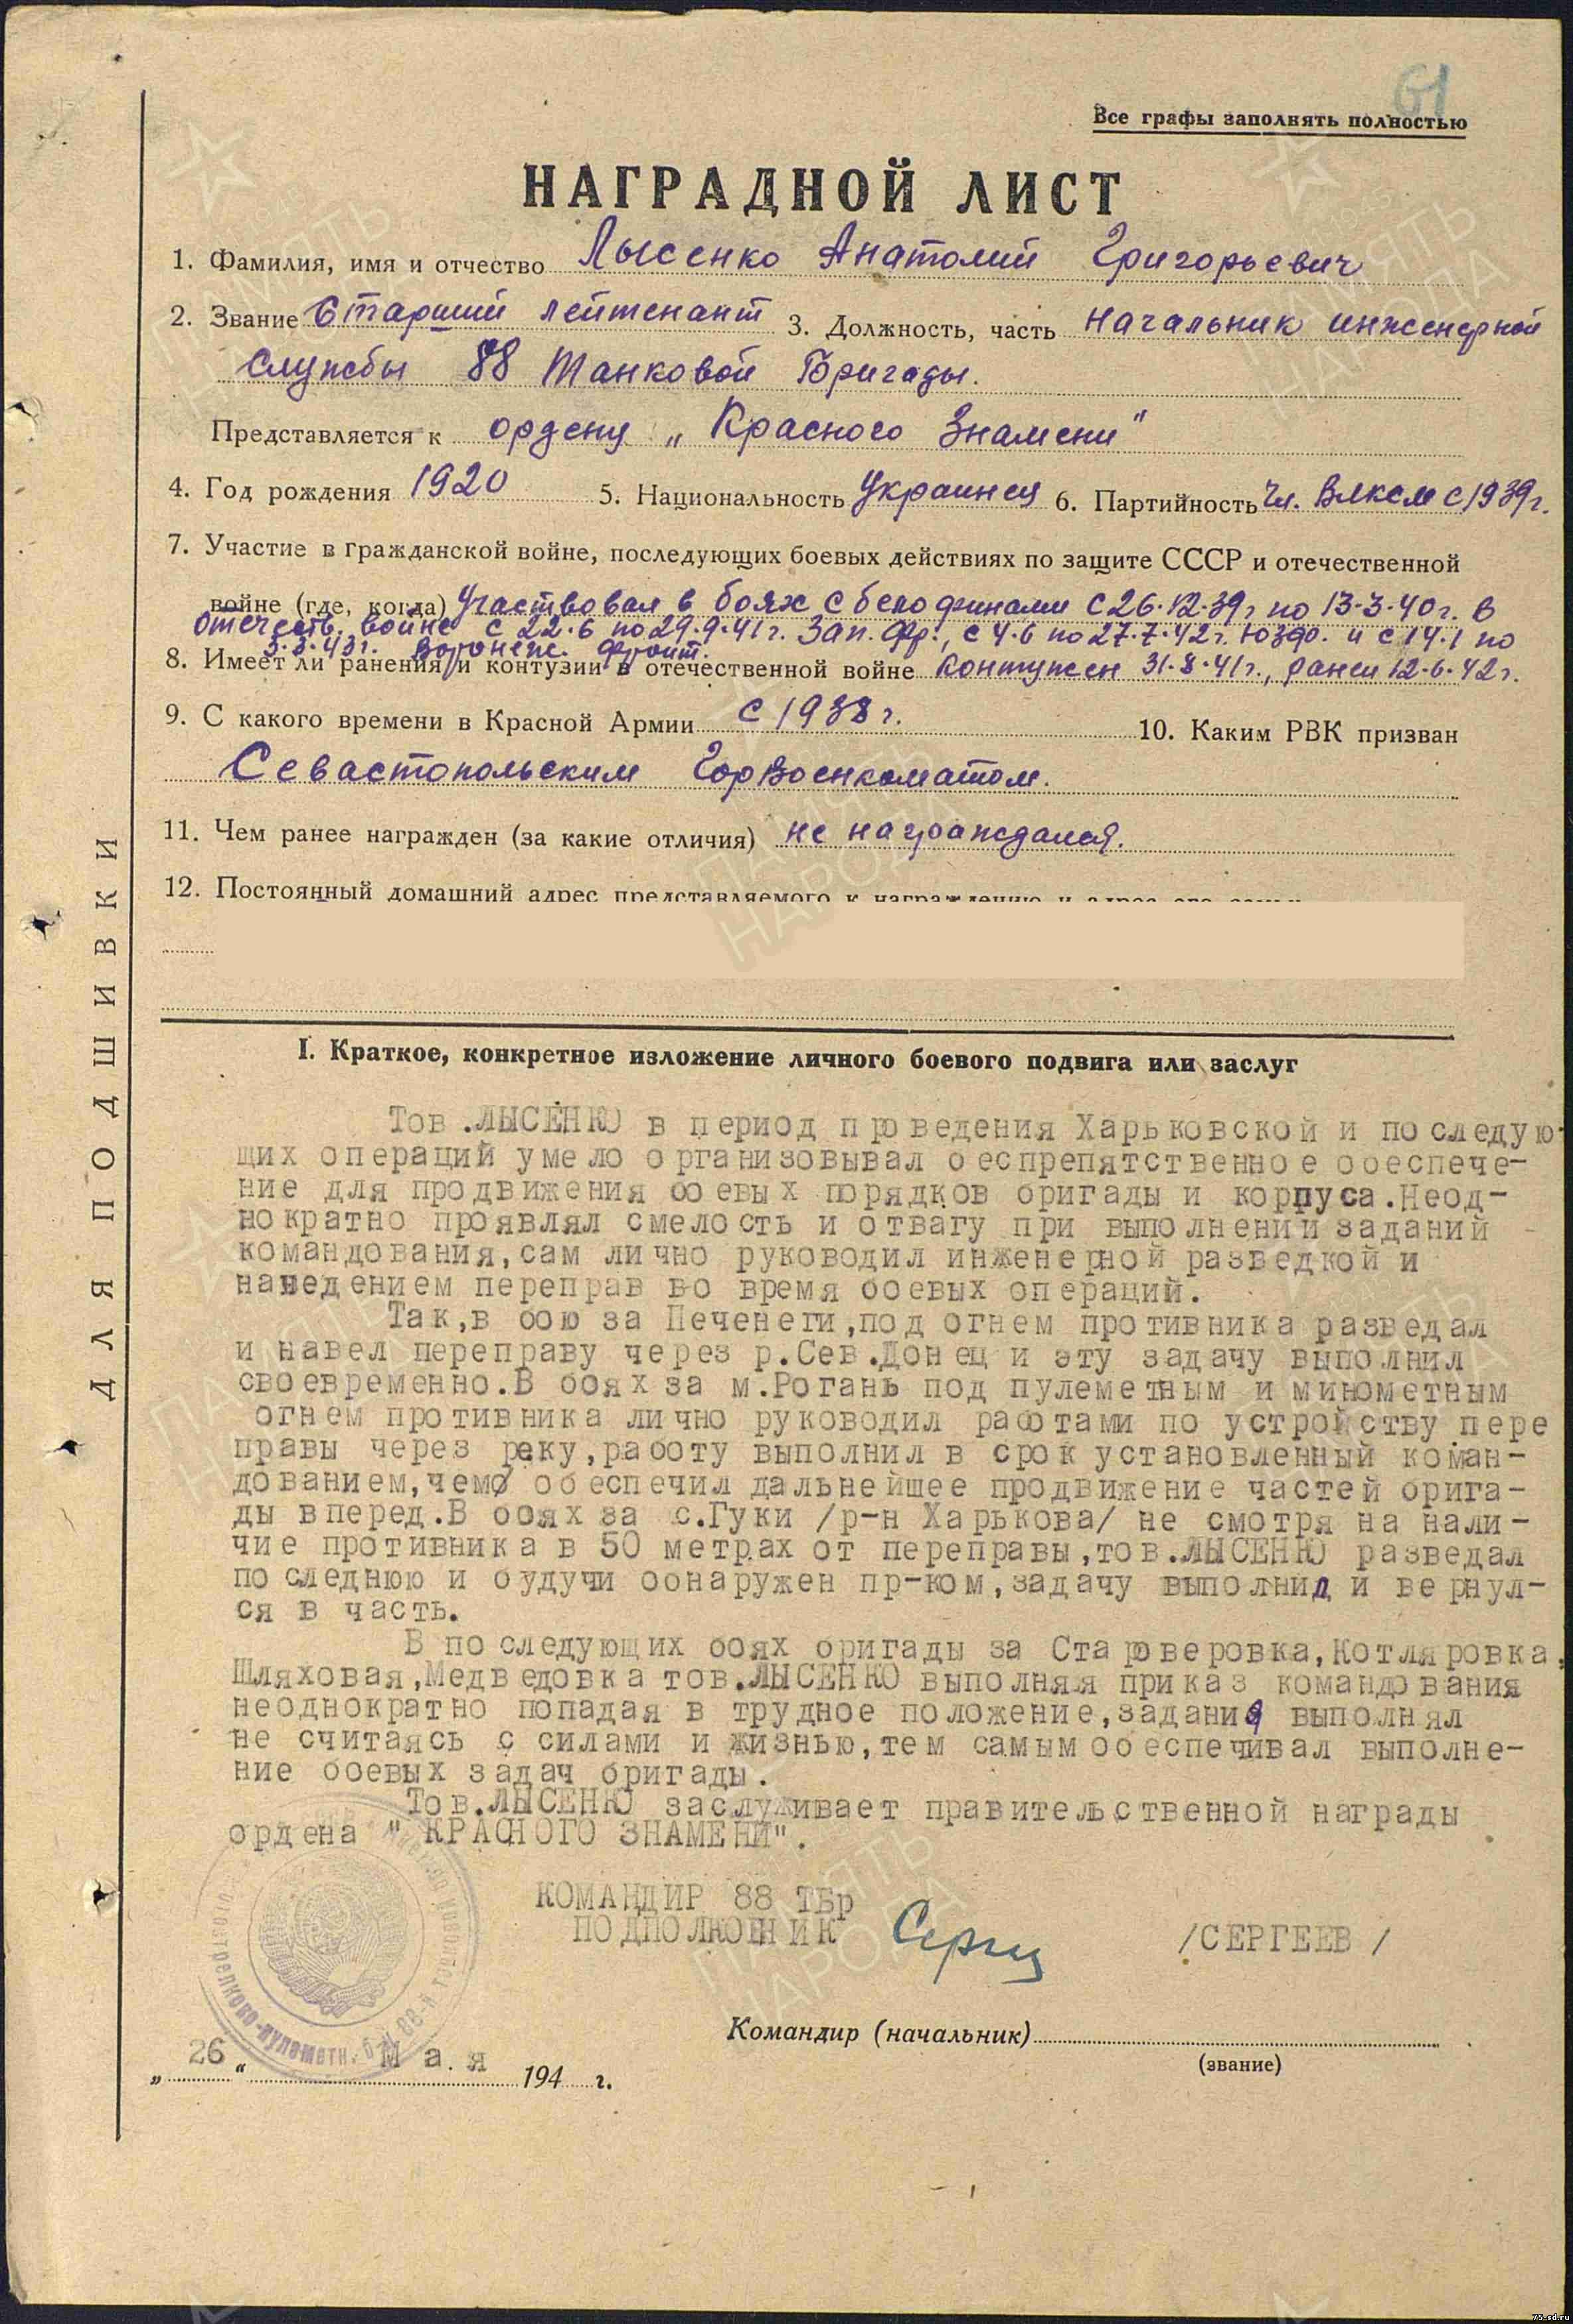 61
Все графы заполнять полностью
НАГРАДНОЙ ЛИСТ
1. Фамилия, имя и отчество Лысенко Анатолий Григорьевич
2. Звание Старший лейтенант 3. Должность, часть Начальник инженерной
службы 88 Танковой Бригады.
Представляется к ордену „Красного Знамени"
4. Год рождения 1920 5. Национальность Украинец 6. Партийность Чл. ВЛКСМ с 1939г.
7. Участие в гражданской войне, последующих боевых действиях по защите СССР и отечественной
войне (где, когда) Участвовал в боях с белофинами с 26.12.39г по 13.3.40г. В
Отечеств. войне с 22.6 по 29.9.41г. Зап. фр., с 4.6 по 27.7.42г. Юзфр. и с 14.1 по
3.3.43г. Воронеж. фронт.
8. Имеет ли ранения и контузии в отечественной войне Контужен 31.8.41г., ранен 12.6.42г.
9. С какого времени в Красной Армии с 1938 г. 10. Каким РВК призван
Севастопольским Горвоенкоматом.
11. Чем ранее награжден (за какие отличия) не награждался.
12. Постоянный домашний адрес представляемого к награждению и адрес его семьи
ДЛЯ ПОДШИВКИ
I. Краткое, конкретное изложение личного боевого подвига или заслуг
Тов.ЛЫСЕНКО в период проведения Харьковской и последую-
щих операций умело организовывал беспрепятственное обеспече-
ние для продвижения боевых порядков бригады и корпуса.Неод-
нократно проявлял смелость и отвагу при выполнении заданий
командования,сам лично руководил инженерной разведкой и
наведением переправ во время боевых операций.
Так,в бою за Печенеги,под огнем противника разведал
и навел переправу через р.Сев.Донец и эту задачу выполнил
своевременно.В боях за м.Рогань под пулеметным и минометным
огнем противника лично руководил работами по устройству пере
правы через реку,работу выполнил в срок установленный коман-
дованием,чем обеспечил дальнейшее продвижение частей брига-
ды вперед.В боях за с.Гуки /р-н Харькова/ не смотря на нали-
чие противника в 50 метрах от переправы,тов.ЛЫСЕНКО разведал
последнюю и будучи обнаружен пр-ком,задачу выполнил и вернул-
ся в часть.
В последующих боях бригады за Староверовка,Котляровка,
Шляховая,Медведовка тов.ЛЫСЕНКО выполняя приказ командования
неоднократно попадая в трудное положение,задания выполнял
не считаясь с силами и жизнью,тем самым обеспечивал выполне-
ние боевых задач бригады.
Тов.ЛЫСЕНКО заслуживает правительственной награды
ордена " КРАСНОГО ЗНАМЕНИ".
КОМАНДИР 88 ТБр
ПОДПОЛКОВНИК /СЕРГЕЕВ /
Командир (начальник)
(звание)
„ 26 “ Мая 194 г.
ПАМЯТЬ НАРОДА
75.sd.ru